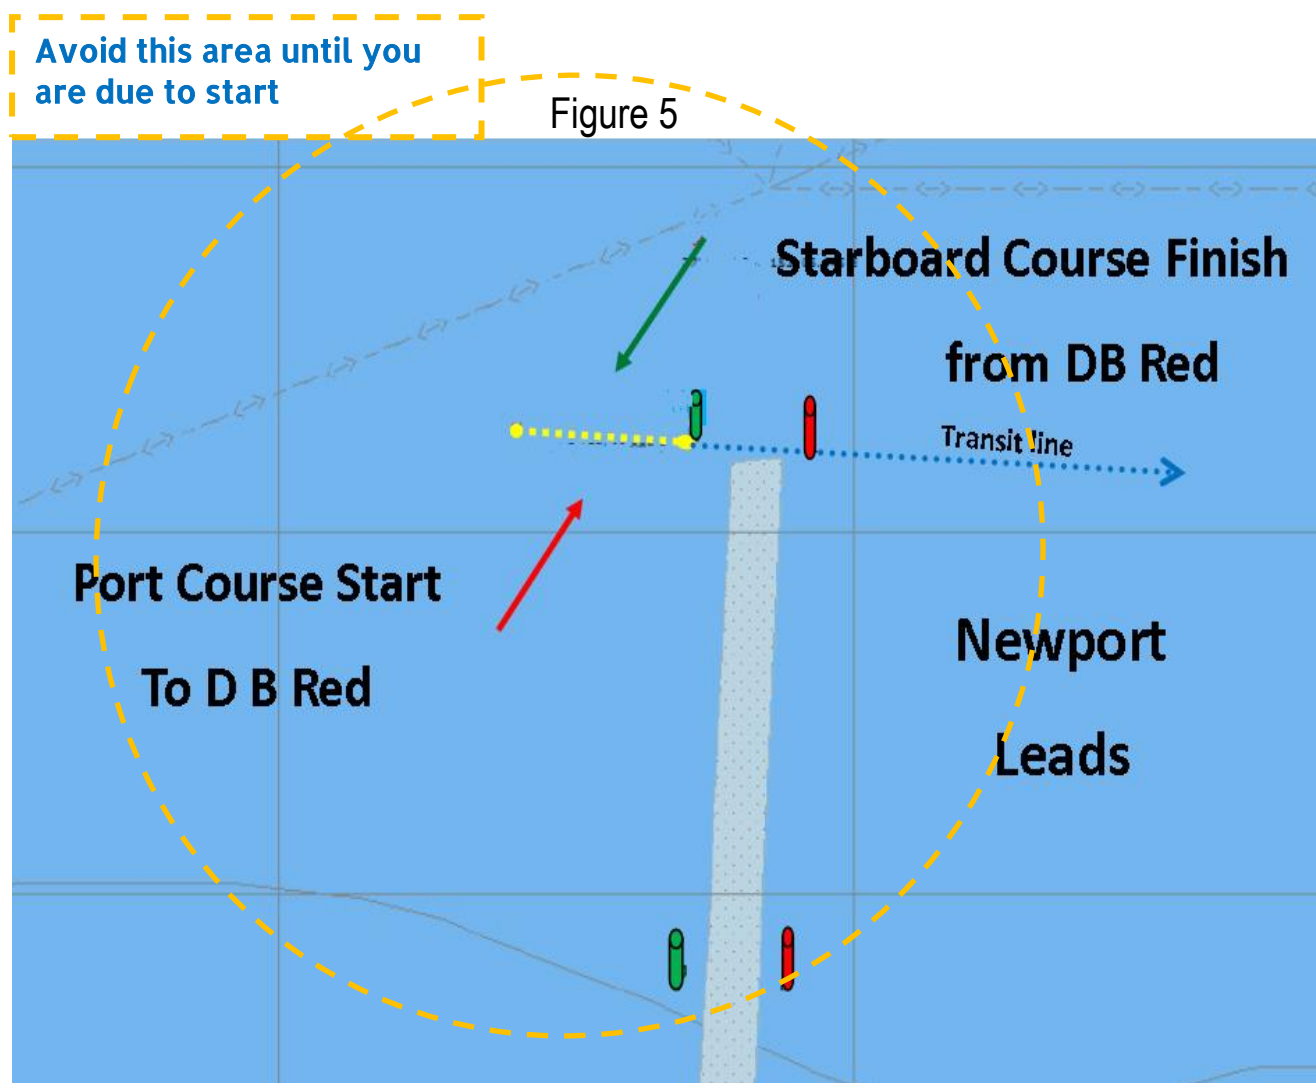 Avoid this area until you
are due to start
Figure 5
Starboard Course Finish
from DB Red
Transit line
Port Course Start
To D B Red
Newport
Leads